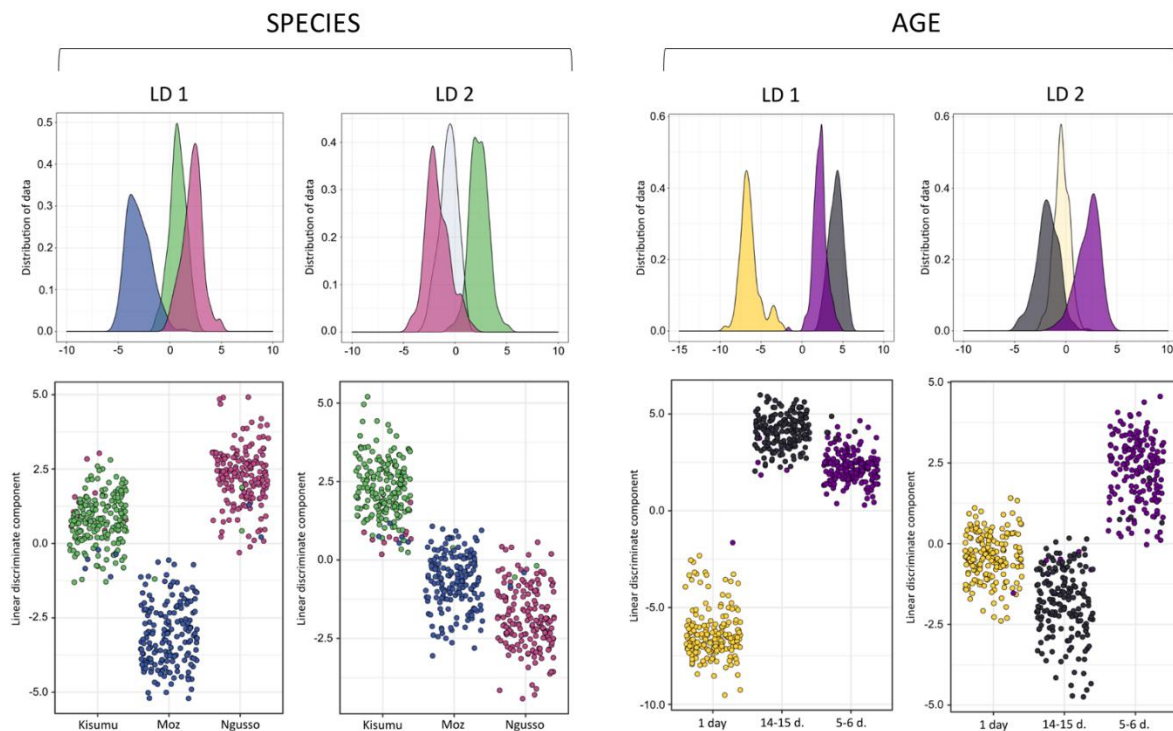 SPECIES
AGE
LD 1
LD 2
LD 1
LD 2
Distribution of data
0.5
0.4
0.3
0.2
0.1
0.0
-10
-5
0
5
10
Distribution of data
0.4
0.3
0.2
0.1
0.0
-10
-5
0
5
10
Distribution of data
0.6
0.4
0.2
0.0
-15
-10
-5
0
5
10
Distribution of data
0.6
0.4
0.2
0.0
-10
-5
0
5
10
Linear discriminate component
5.0
2.5
0.0
-2.5
-5.0
Kisumu
Moz
Ngusso
Linear discriminate component
5.0
2.5
0.0
-2.5
Kisumu
Moz
Ngusso
Linear discriminate component
5.0
0.0
-5.0
-10.0
1 day
14-15 d.
5-6 d.
Linear discriminate component
5.0
2.5
0.0
-2.5
-5.0
1 day
14-15 d.
5-6 d.